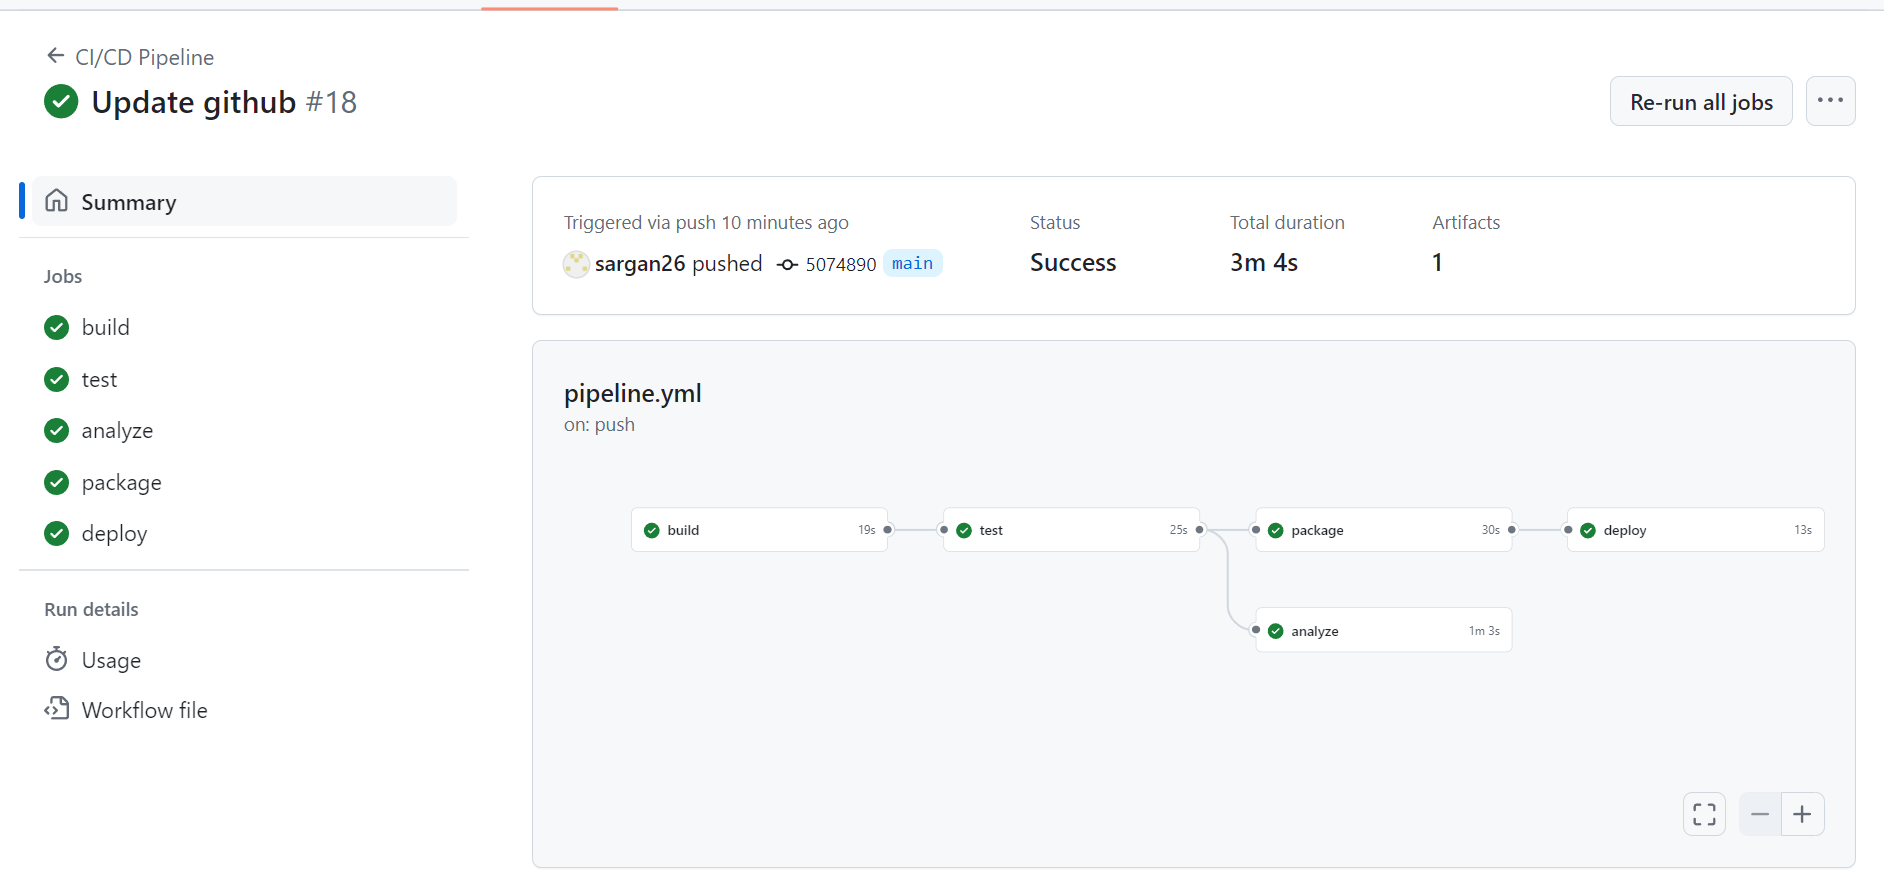 CI/CD Pipeline
Update github #18
Re-run all jobs
Summary
Jobs
build
test
analyze
package
deploy
Run details
Usage
Workflow file
Triggered via push 10 minutes ago
sargan26 pushed 5074890 main
Status
Success
Total duration
3m 4s
Artifacts
1
pipeline.yml
on: push
build 19s
test 25s
package 30s
deploy 13s
analyze 1m 3s